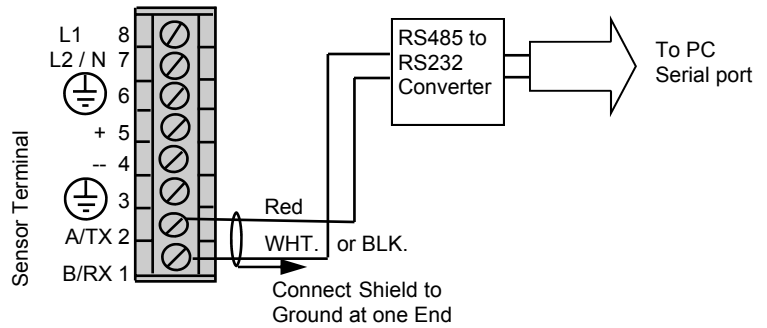 L1 8
L2 / N 7
6
+ 5
-- 4
3
A/TX 2
B/RX 1
Sensor Terminal
Red
WHT. or BLK.
Connect Shield to
Ground at one End
RS485 to
RS232
Converter
To PC
Serial port